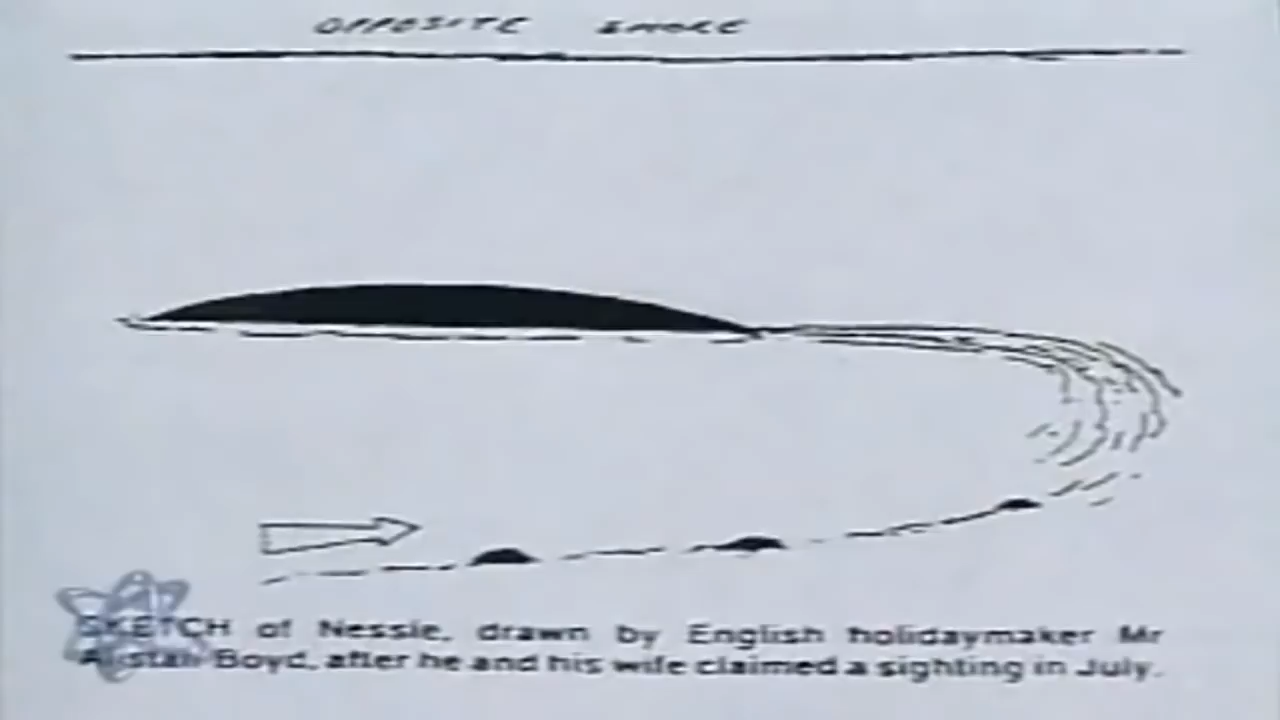 OPPOSITE SHORE
SKETCH of Nessie, drawn by English holidaymaker Mr
Alistair Boyd, after he and his wife claimed a sighting in July.